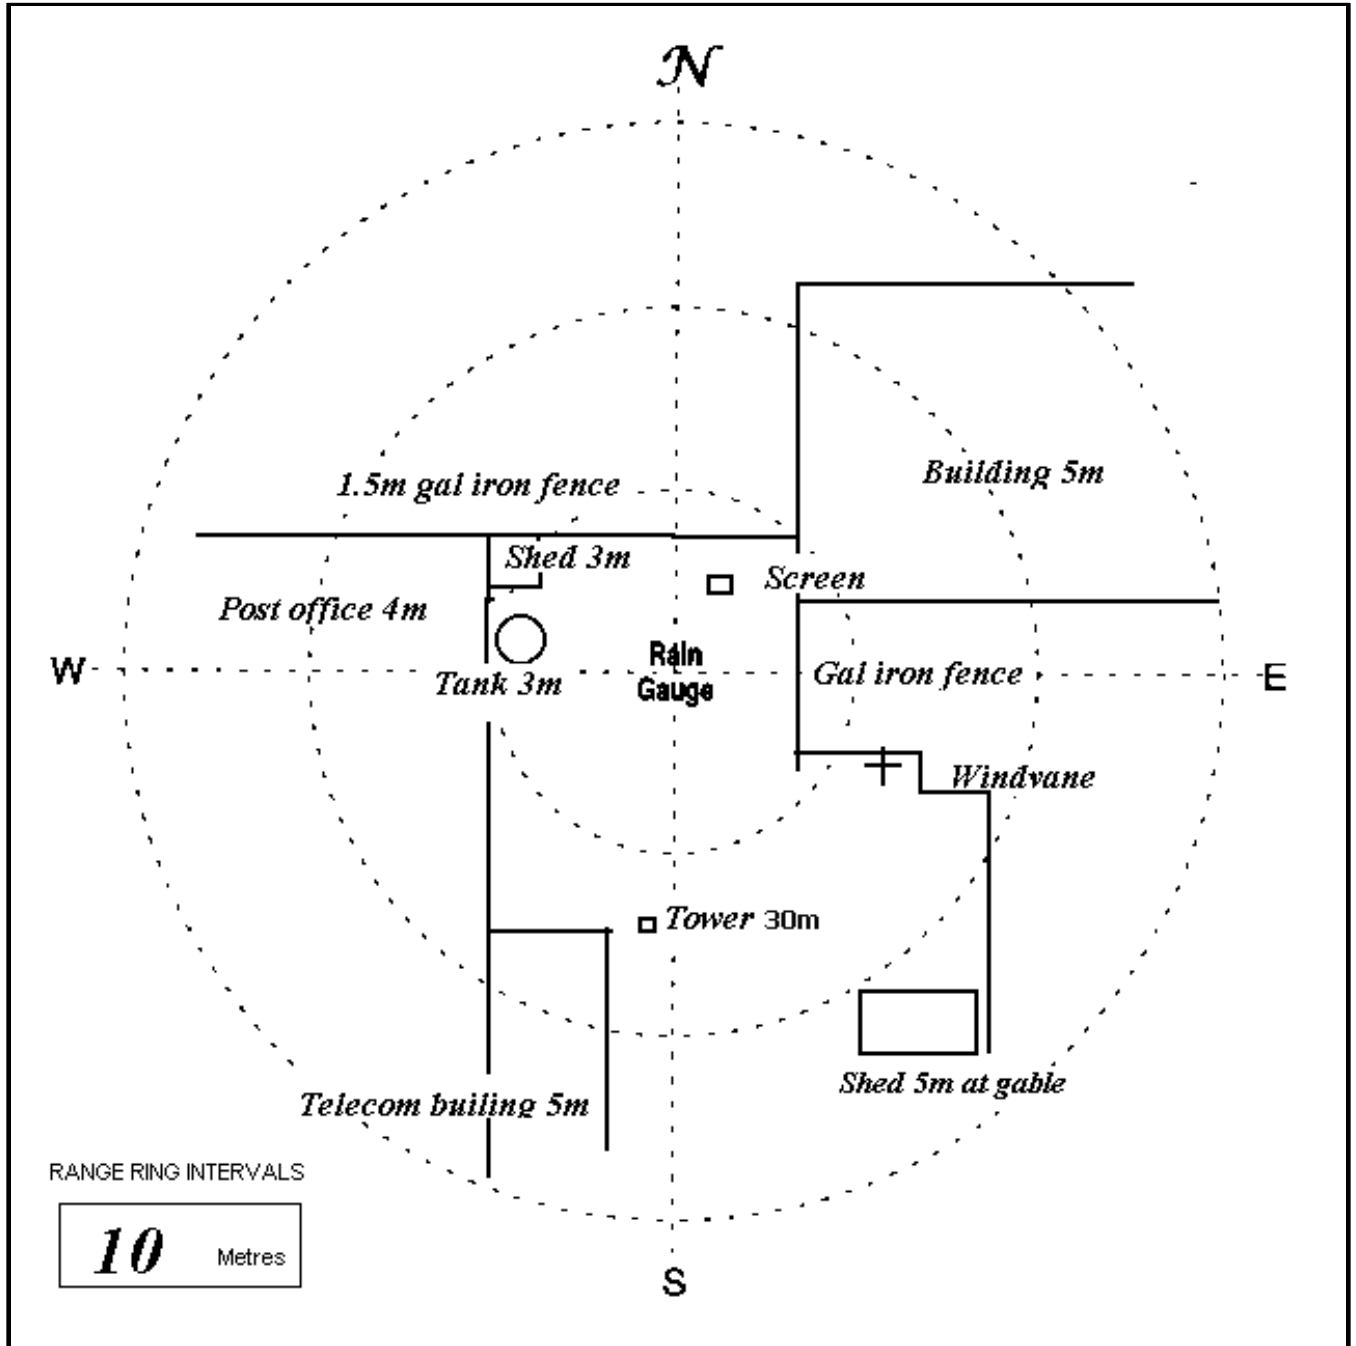 N
1.5m gal iron fence
Building 5m
Shed 3m
Screen
Post office 4m
W
Rain
Gauge
Tank 3m
Gal iron fence
E
Windvane
Tower 30m
Shed 5m at gable
Telecom builing 5m
RANGE RING INTERVALS
10 Metres
S